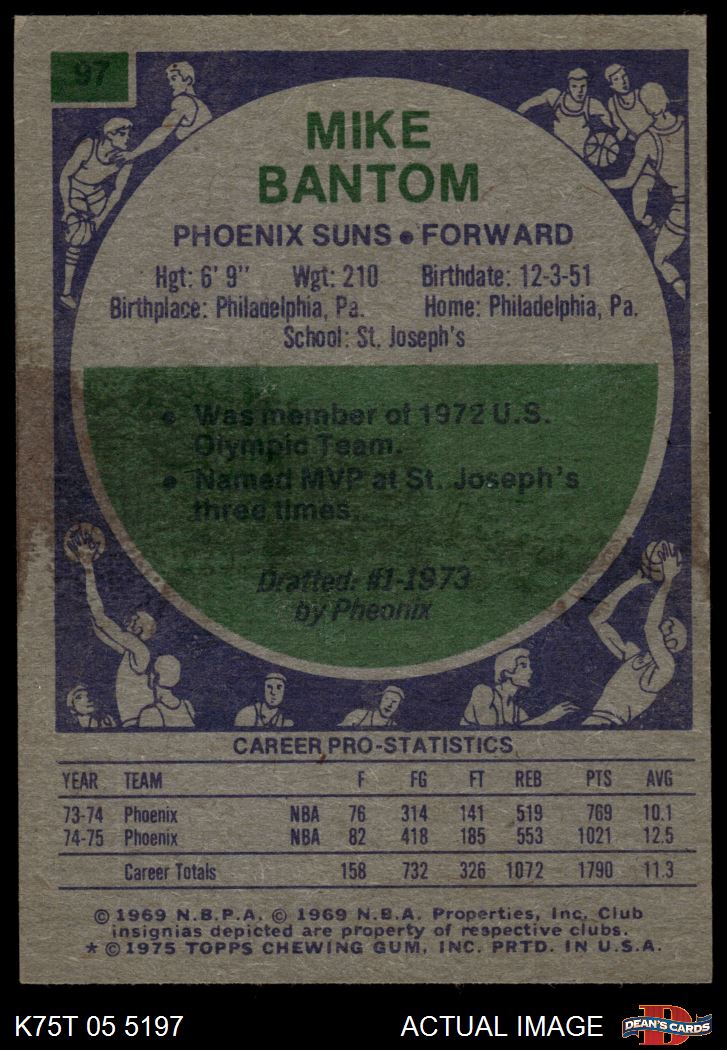 97
MIKE
BANTOM
PHOENIX SUNS • FORWARD
Hgt: 6' 9" Wgt: 210 Birthdate: 12-3-51
Birthplace: Philadelphia, Pa. Home: Philadelphia, Pa.
School: St. Joseph's
• Was member of 1972 U.S.
Olympic Team.
• Named MVP at St. Joseph's
three times.
Drafted: #1-1973
by Pheonix
CAREER PRO-STATISTICS
YEAR TEAM F FG FT REB PTS AVG
73-74 Phoenix NBA 76 314 141 519 769 10.1
74-75 Phoenix NBA 82 418 185 553 1021 12.5
Career Totals 158 732 326 1072 1790 11.3
© 1969 N.B.P.A. © 1969 N.B.A. Properties, Inc. Club
insignias depicted are property of respective clubs.
* © 1975 TOPPS CHEWING GUM, INC. PRTD. IN U.S.A.
K75T 05 5197 ACTUAL IMAGE D DEAN'S CARDS